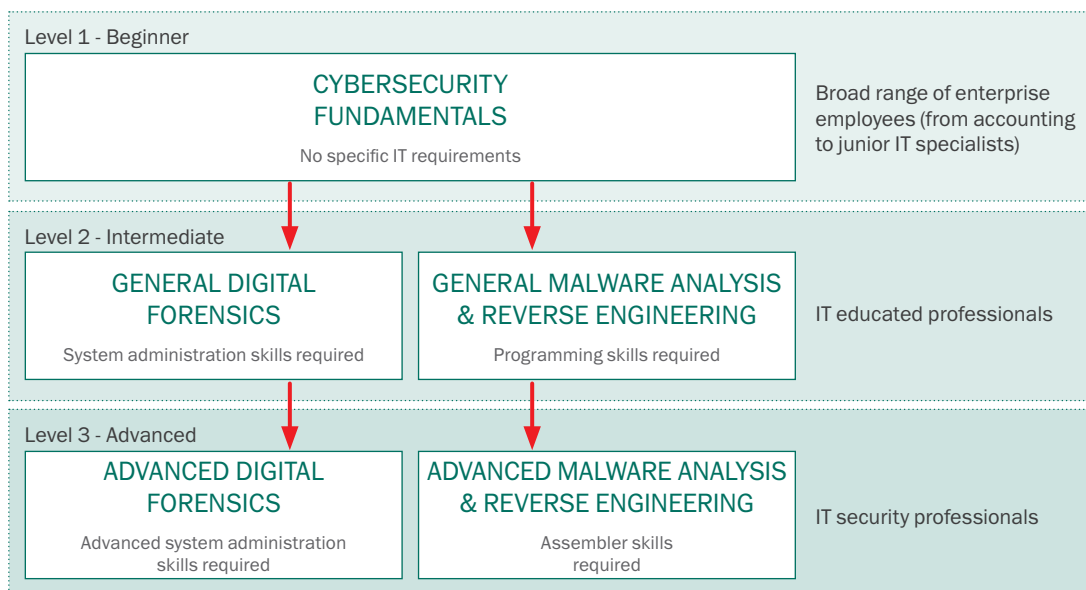 Level 1 - Beginner
CYBERSECURITY
FUNDAMENTALS
No specific IT requirements
Broad range of enterprise
employees (from accounting
to junior IT specialists)
Level 2 - Intermediate
GENERAL DIGITAL
FORENSICS
System administration skills required
GENERAL MALWARE ANALYSIS
& REVERSE ENGINEERING
Programming skills required
IT educated professionals
Level 3 - Advanced
ADVANCED DIGITAL
FORENSICS
Advanced system administration
skills required
ADVANCED MALWARE ANALYSIS
& REVERSE ENGINEERING
Assembler skills
required
IT security professionals